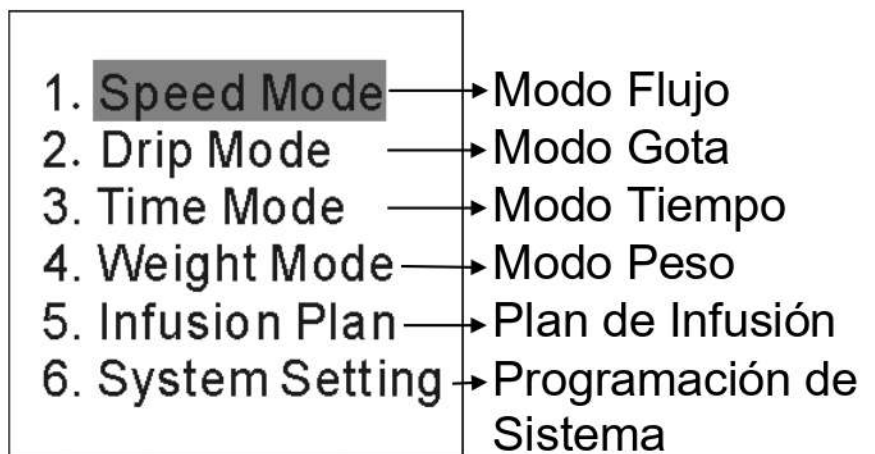 1. Speed Mode Modo Flujo
2. Drip Mode Modo Gota
3. Time Mode Modo Tiempo
4. Weight Mode Modo Peso
5. Infusion Plan Plan de Infusión
6. System Setting Programación de
Sistema